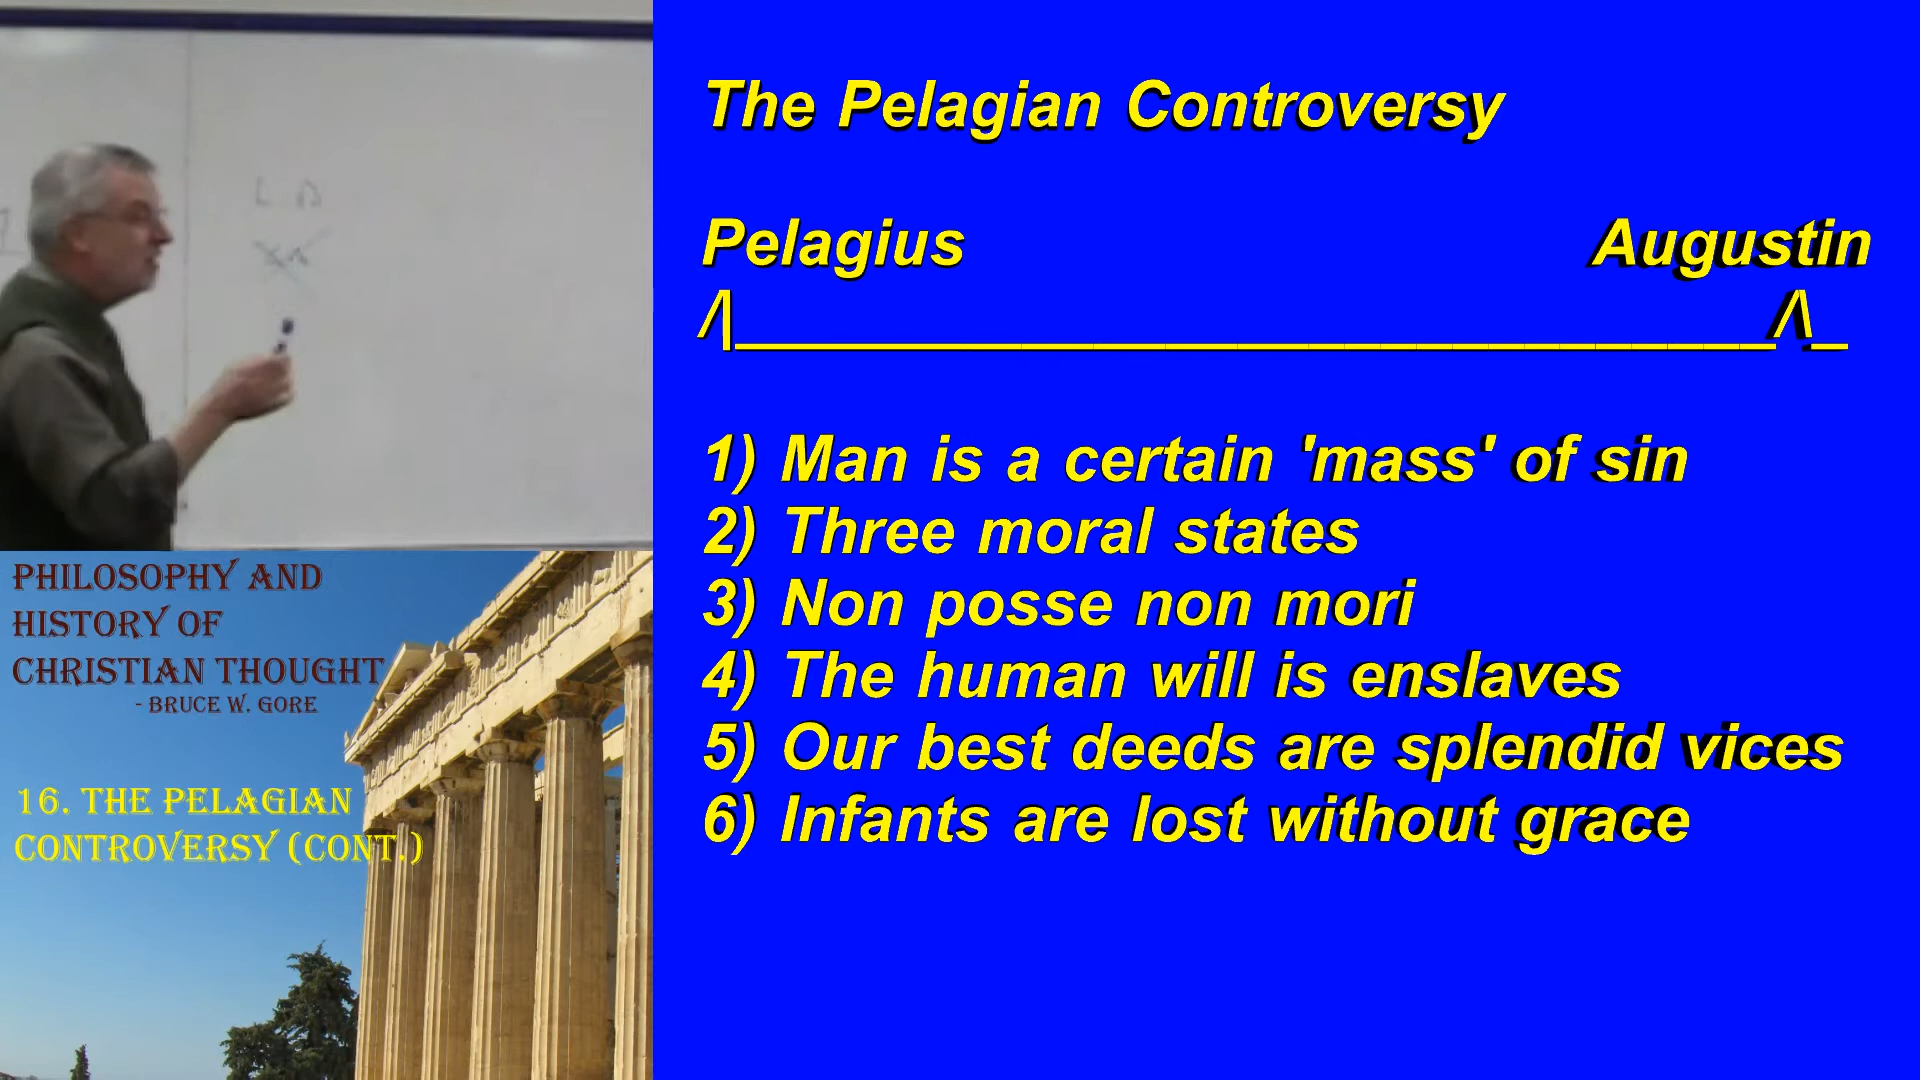 The Pelagian Controversy
Pelagius Augustin
/|_____________________________/\_
1) Man is a certain 'mass' of sin
2) Three moral states
3) Non posse non mori
4) The human will is enslaves
5) Our best deeds are splendid vices
6) Infants are lost without grace
PHILOSOPHY AND
HISTORY OF
CHRISTIAN THOUGHT
- BRUCE W. GORE
16. THE PELAGIAN
CONTROVERSY (CONT.)